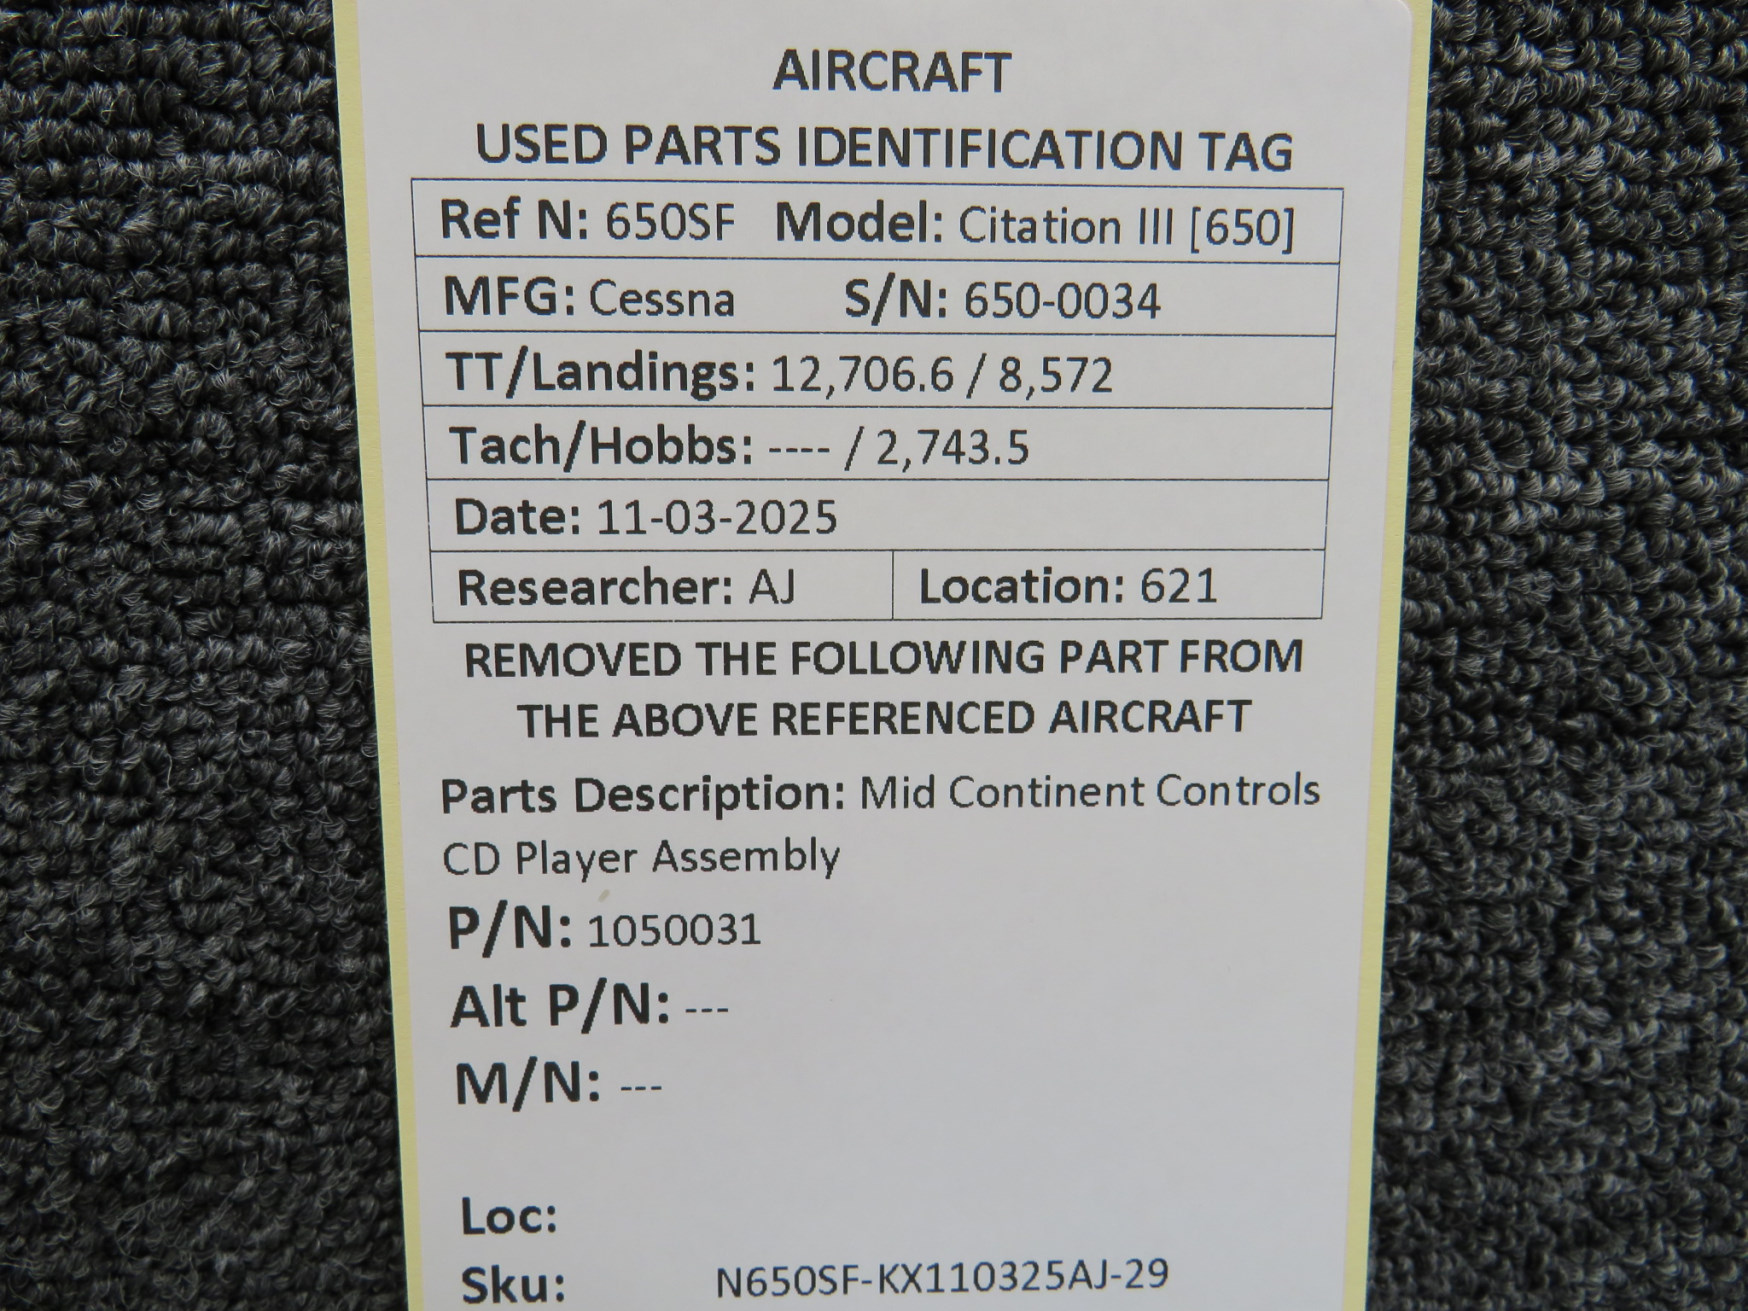 AIRCRAFT
USED PARTS IDENTIFICATION TAG
Ref N: 650SF Model: Citation III [650]
MFG: Cessna S/N: 650-0034
TT/Landings: 12,706.6 / 8,572
Tach/Hobbs: ---- / 2,743.5
Date: 11-03-2025
Researcher: AJ Location: 621
REMOVED THE FOLLOWING PART FROM
THE ABOVE REFERENCED AIRCRAFT
Parts Description: Mid Continent Controls
CD Player Assembly
P/N: 1050031
Alt P/N: ---
M/N: ---
Loc:
Sku: N650SF-KX110325AJ-29